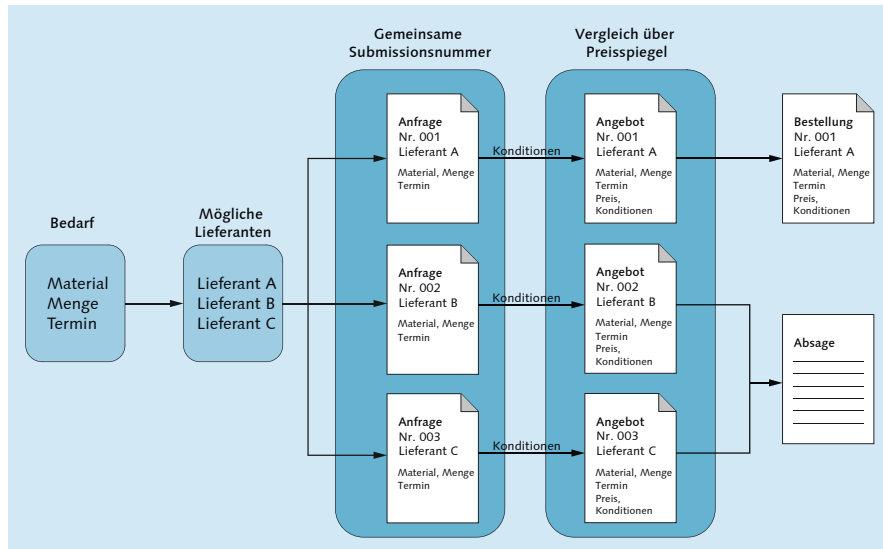 Gemeinsame
Submissionsnummer
Vergleich über
Preisspiegel
Bedarf
Material
Menge
Termin
Mögliche
Lieferanten
Lieferant A
Lieferant B
Lieferant C
Anfrage
Nr. 001
Lieferant A
Material, Menge
Termin
Konditionen
Angebot
Nr. 001
Lieferant A
Material, Menge
Termin
Preis,
Konditionen
Bestellung
Nr. 001
Lieferant A
Material, Menge
Termin
Preis,
Konditionen
Anfrage
Nr. 002
Lieferant B
Material, Menge
Termin
Konditionen
Angebot
Nr. 002
Lieferant B
Material, Menge
Termin
Preis,
Konditionen
Absage
Anfrage
Nr. 003
Lieferant C
Material, Menge
Termin
Konditionen
Angebot
Nr. 003
Lieferant C
Material, Menge
Termin
Preis,
Konditionen